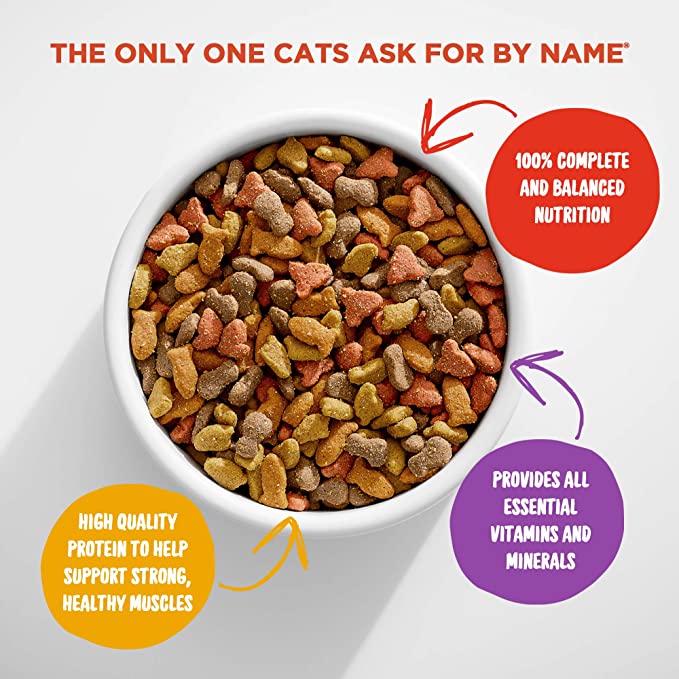 THE ONLY ONE CATS ASK FOR BY NAME®
100% COMPLETE
AND BALANCED
NUTRITION
PROVIDES ALL
ESSENTIAL
VITAMINS AND
MINERALS
HIGH QUALITY
PROTEIN TO HELP
SUPPORT STRONG,
HEALTHY MUSCLES